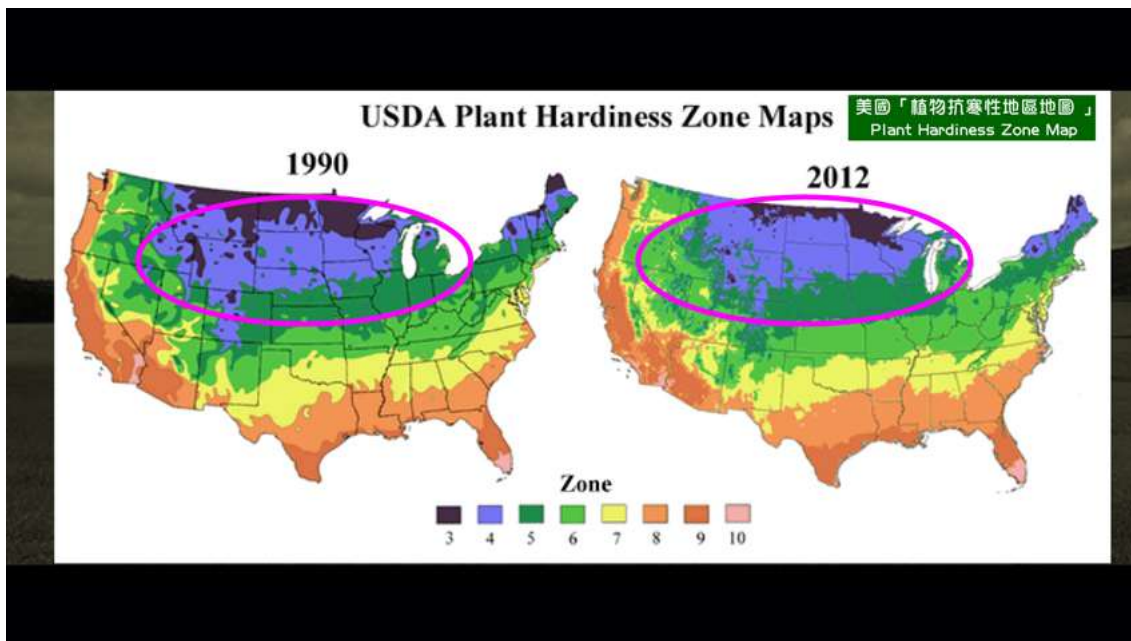 USDA Plant Hardiness Zone Maps
美國「植物抗寒性地區地圖」
Plant Hardiness Zone Map
1990
2012
Zone
3 4 5 6 7 8 9 10